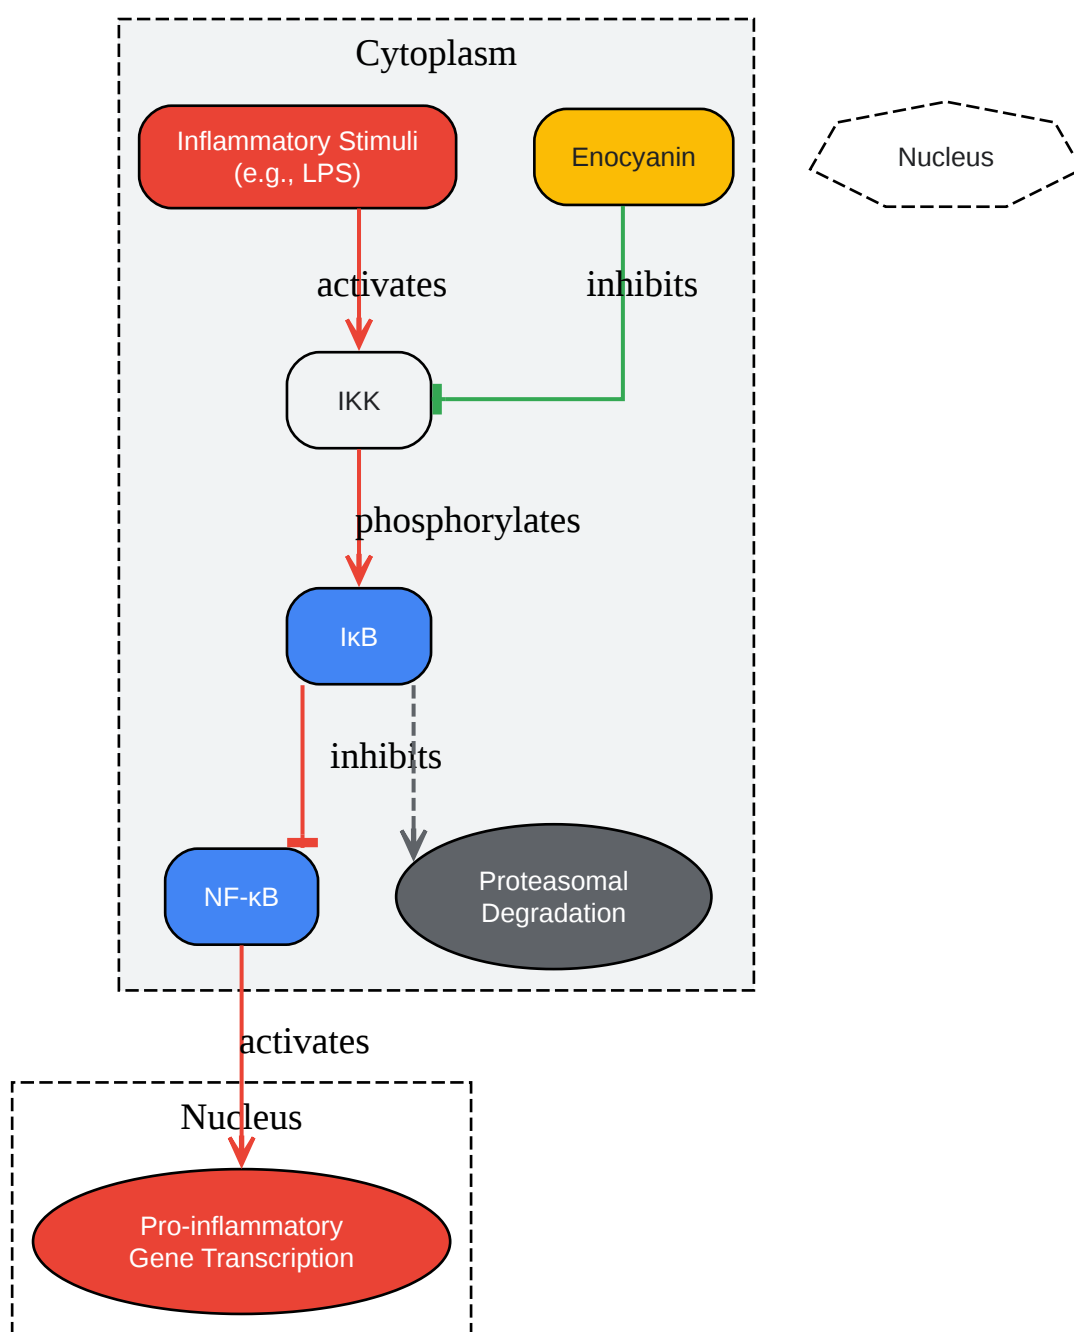 Cytoplasm
Inflammatory Stimuli
(e.g., LPS)
Enocyanin
Nucleus
activates
inhibits
IKK
phosphorylates
IκB
inhibits
NF-κB
Proteasomal
Degradation
activates
Nucleus
Pro-inflammatory
Gene Transcription